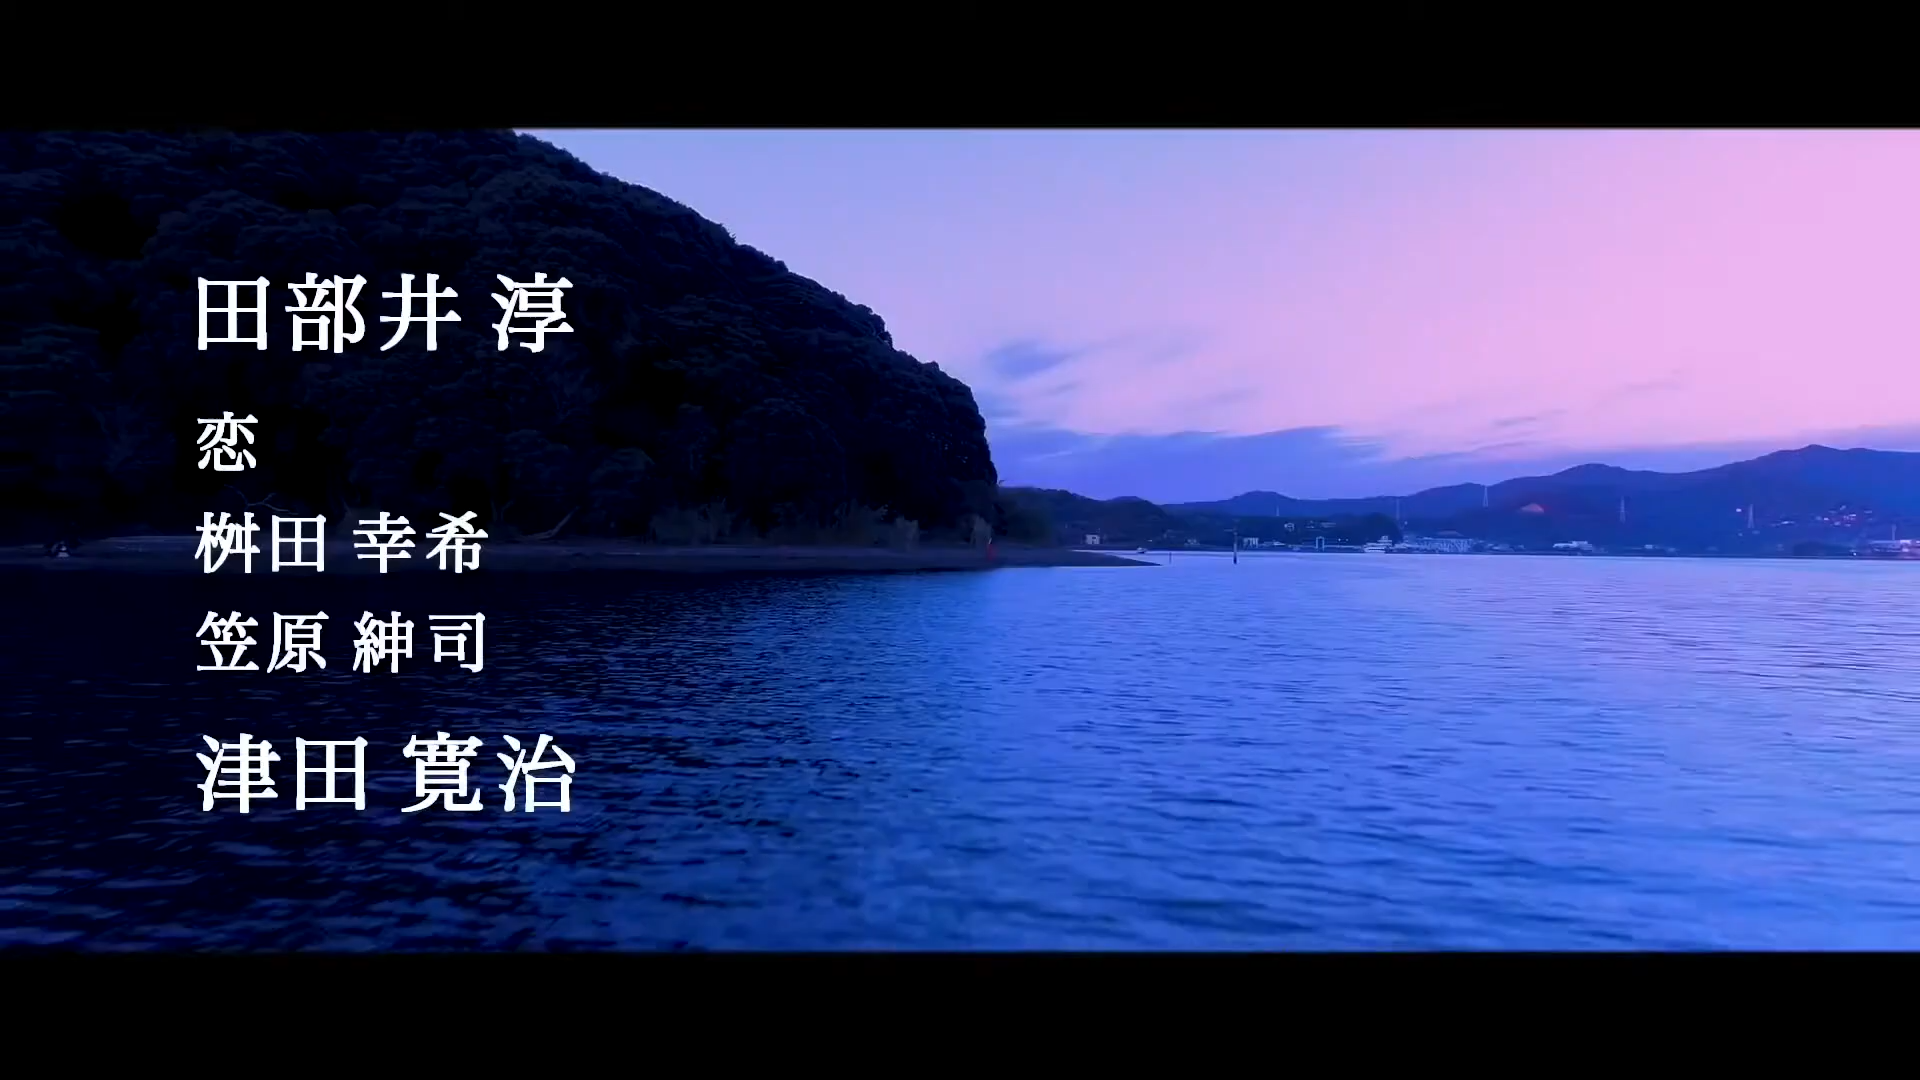 田部井 淳
恋
桝田 幸希
笠原 紳司
津田 寛治